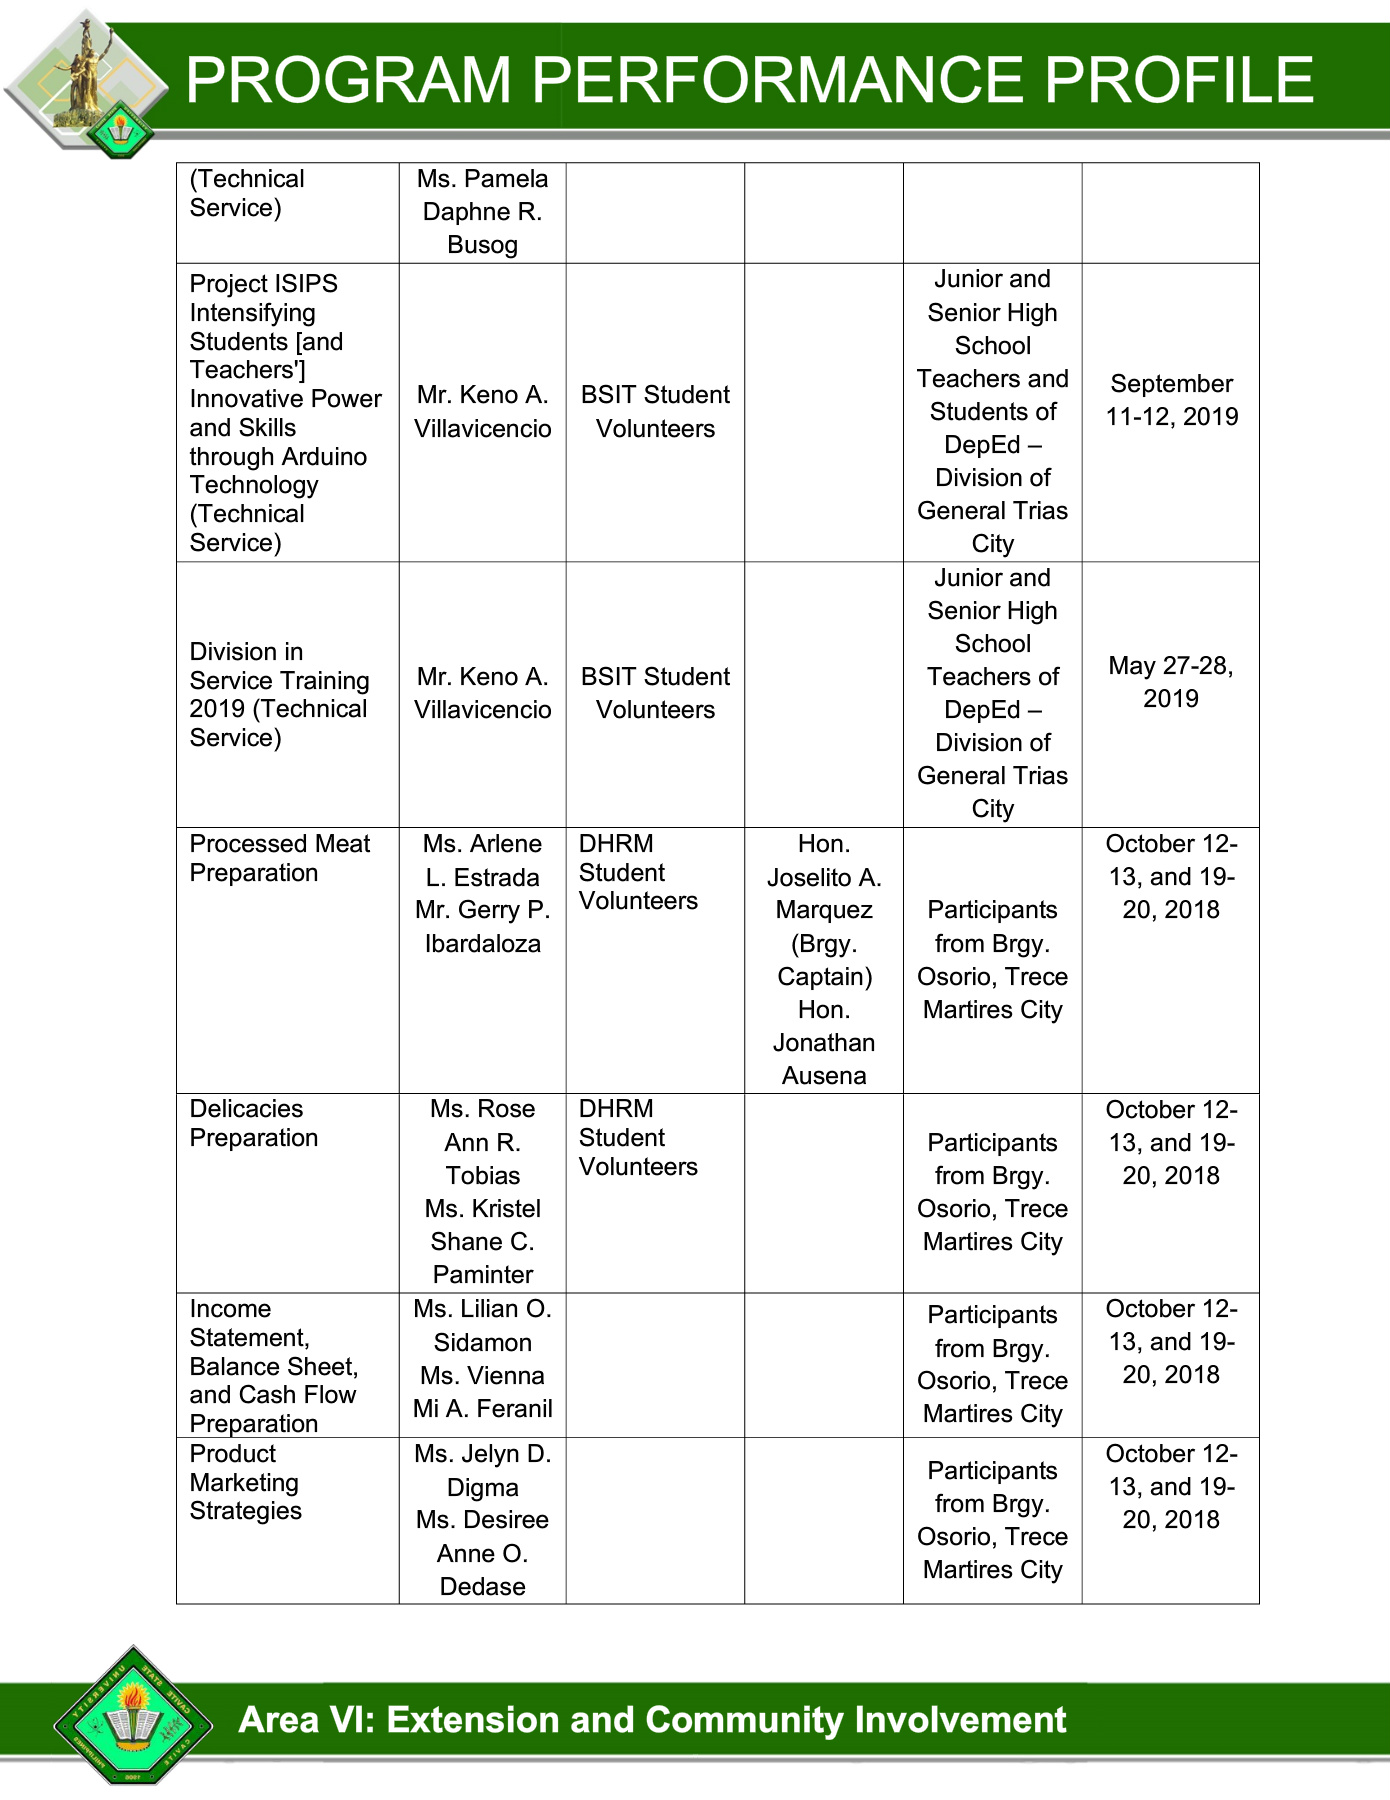 PROGRAM PERFORMANCE PROFILE
(Technical
Service)
Ms. Pamela
Daphne R.
Busog
Project ISIPS
Intensifying
Students [and
Teachers']
Innovative Power
and Skills
through Arduino
Technology
(Technical
Service)
Mr. Keno A.
Villavicencio
BSIT Student
Volunteers
Junior and
Senior High
School
Teachers and
Students of
DepEd –
Division of
General Trias
City
September
11-12, 2019
Division in
Service Training
2019 (Technical
Service)
Mr. Keno A.
Villavicencio
BSIT Student
Volunteers
Junior and
Senior High
School
Teachers of
DepEd –
Division of
General Trias
City
May 27-28,
2019
Processed Meat
Preparation
Ms. Arlene
L. Estrada
Mr. Gerry P.
Ibardaloza
DHRM
Student
Volunteers
Hon.
Joselito A.
Marquez
(Brgy.
Captain)
Hon.
Jonathan
Ausena
Participants
from Brgy.
Osorio, Trece
Martires City
October 12-
13, and 19-
20, 2018
Delicacies
Preparation
Ms. Rose
Ann R.
Tobias
Ms. Kristel
Shane C.
Paminter
DHRM
Student
Volunteers
Participants
from Brgy.
Osorio, Trece
Martires City
October 12-
13, and 19-
20, 2018
Income
Statement,
Balance Sheet,
and Cash Flow
Preparation
Ms. Lilian O.
Sidamon
Ms. Vienna
Mi A. Feranil
Participants
from Brgy.
Osorio, Trece
Martires City
October 12-
13, and 19-
20, 2018
Product
Marketing
Strategies
Ms. Jelyn D.
Digma
Ms. Desiree
Anne O.
Dedase
Participants
from Brgy.
Osorio, Trece
Martires City
October 12-
13, and 19-
20, 2018
CAVITE STATE UNIVERSITY
CAVITE PHILIPPINES
Area VI: Extension and Community Involvement